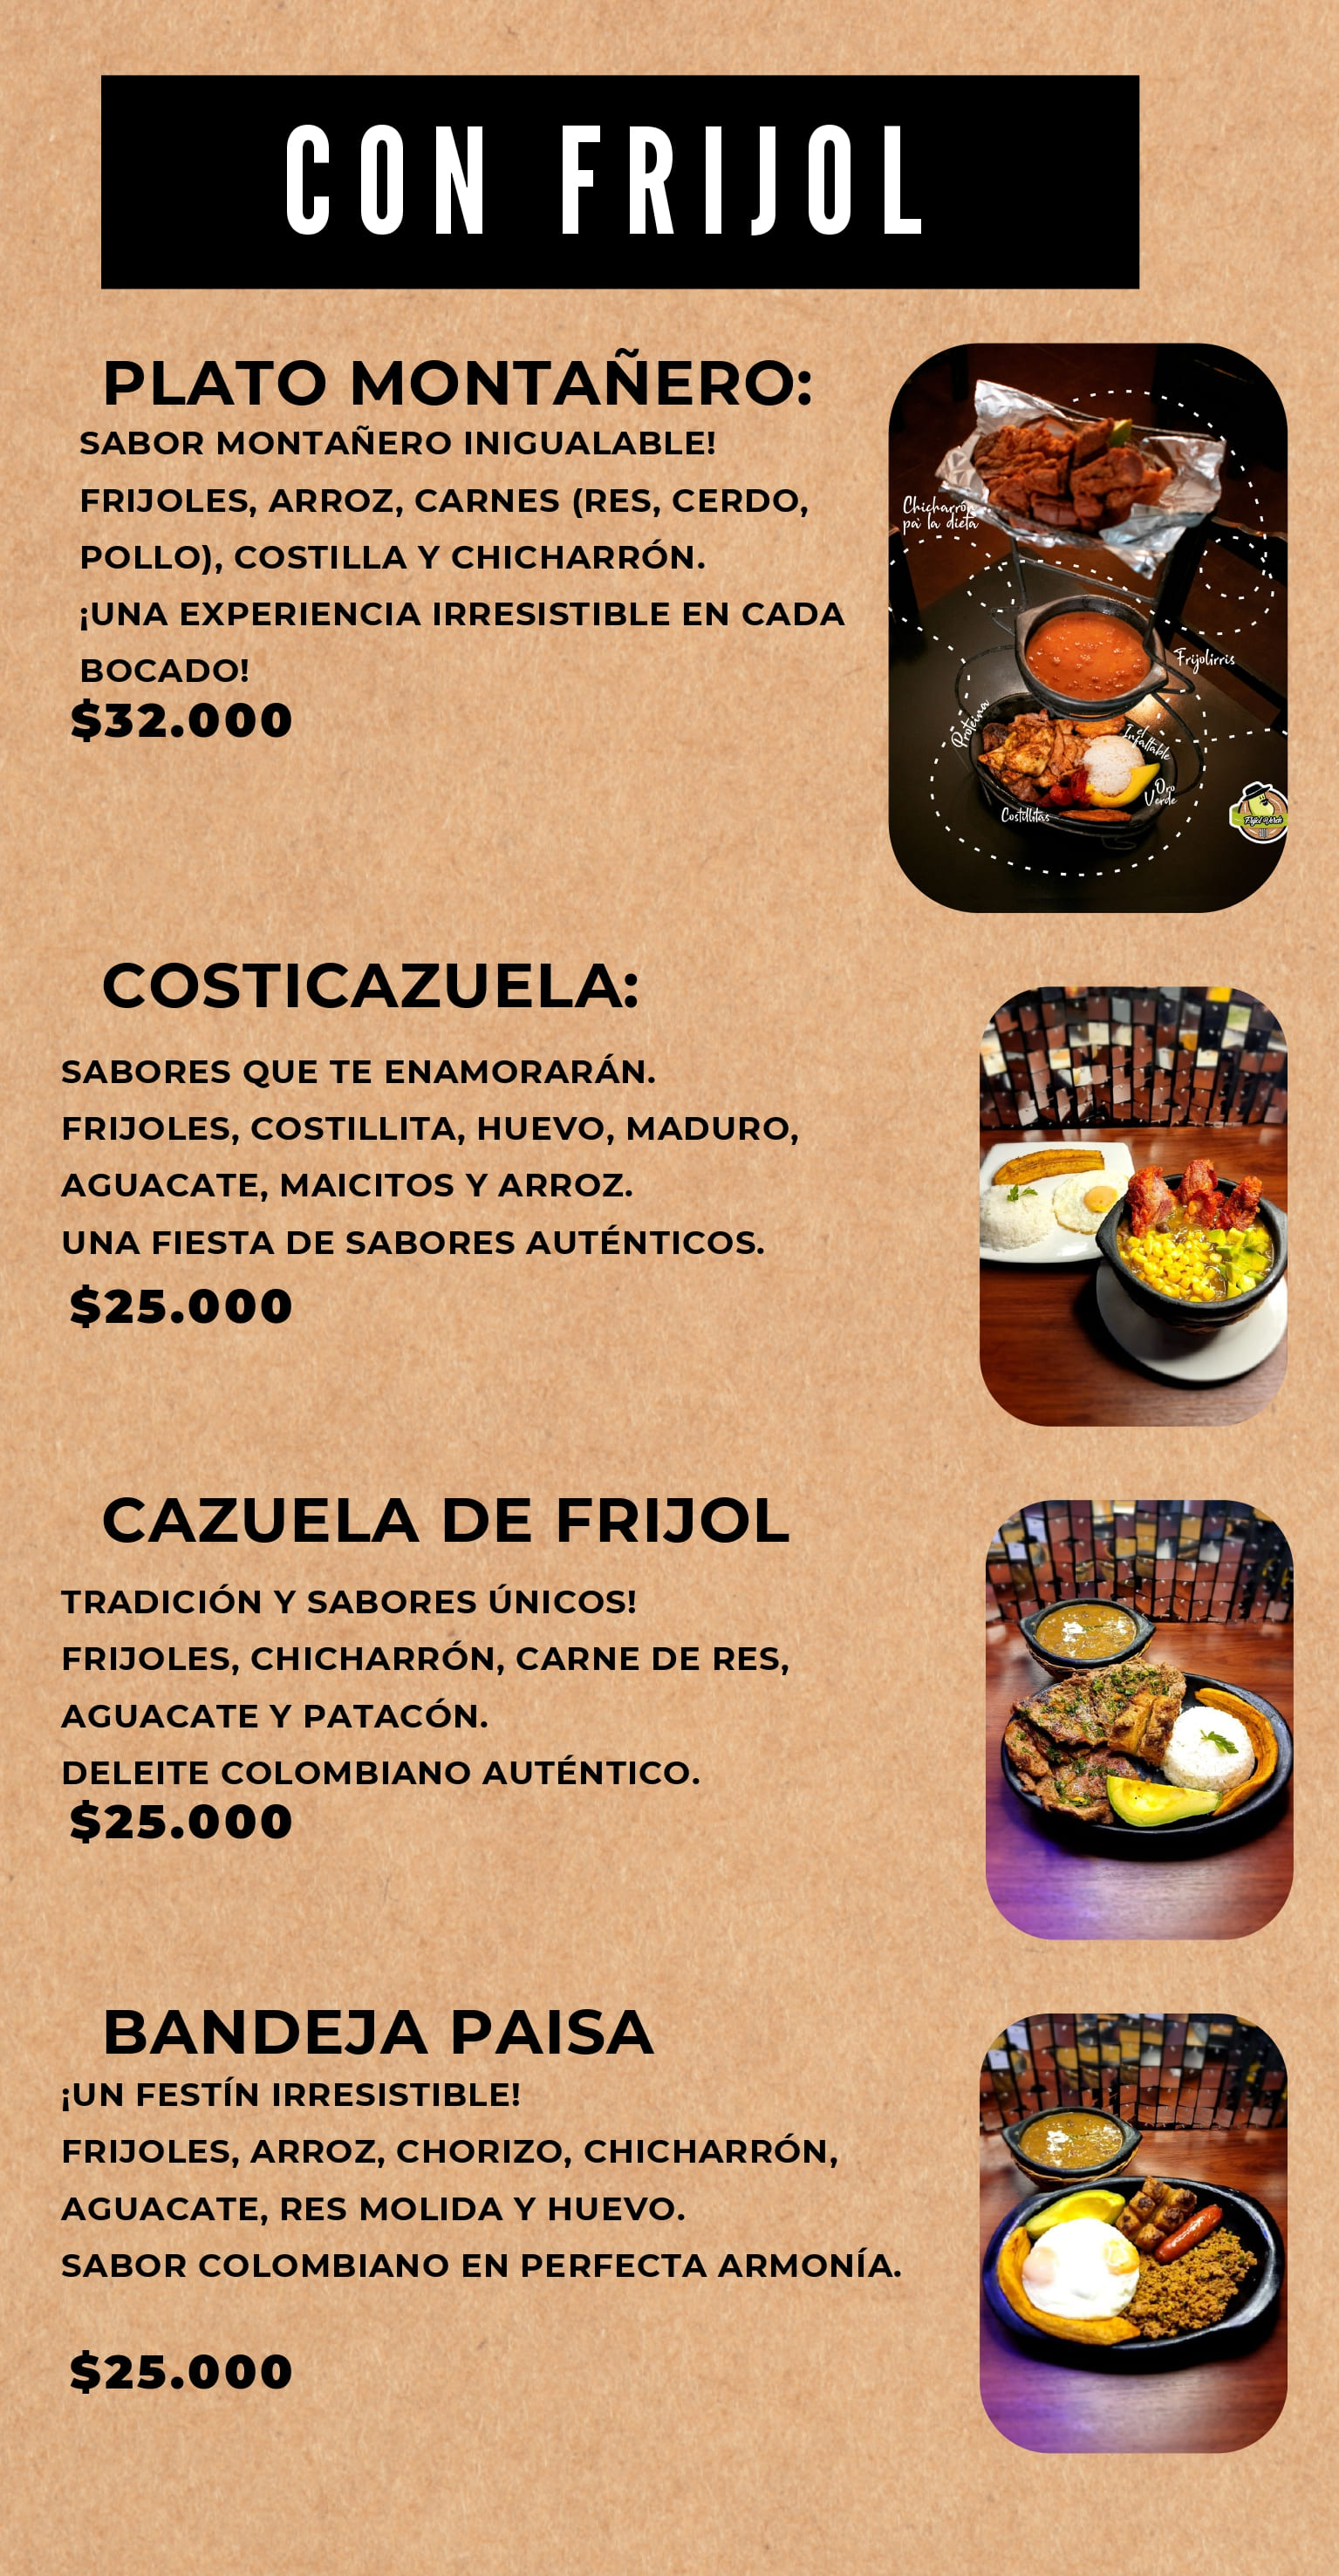 CON FRIJOL
PLATO MONTAÑERO:
SABOR MONTAÑERO INIGUALABLE!
FRIJOLES, ARROZ, CARNES (RES, CERDO,
POLLO), COSTILLA Y CHICHARRÓN.
¡UNA EXPERIENCIA IRRESISTIBLE EN CADA
BOCADO!
$32.000
Chicharrón
pa' la dieta
Frijolirris
Proteina
el
Infaltable
Oro
Verde
Costillitas
Frijol Verde
COSTICAZUELA:
SABORES QUE TE ENAMORARÁN.
FRIJOLES, COSTILLITA, HUEVO, MADURO,
AGUACATE, MAICITOS Y ARROZ.
UNA FIESTA DE SABORES AUTÉNTICOS.
$25.000
CAZUELA DE FRIJOL
TRADICIÓN Y SABORES ÚNICOS!
FRIJOLES, CHICHARRÓN, CARNE DE RES,
AGUACATE Y PATACÓN.
DELEITE COLOMBIANO AUTÉNTICO.
$25.000
BANDEJA PAISA
¡UN FESTÍN IRRESISTIBLE!
FRIJOLES, ARROZ, CHORIZO, CHICHARRÓN,
AGUACATE, RES MOLIDA Y HUEVO.
SABOR COLOMBIANO EN PERFECTA ARMONÍA.
$25.000